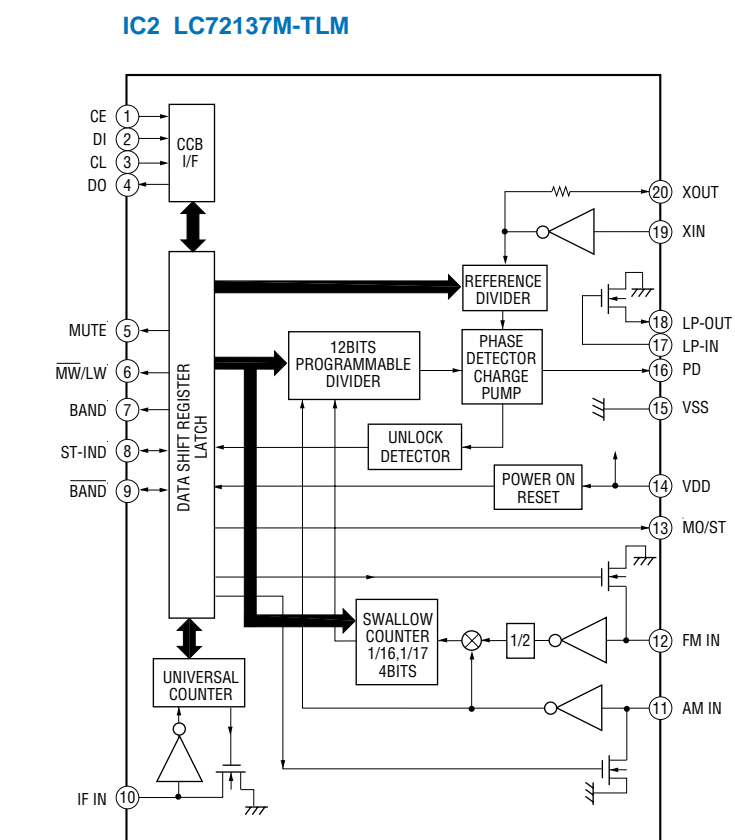 IC2 LC72137M-TLM
CE 1
DI 2
CL 3
DO 4
CCB
I/F
20 XOUT
19 XIN
REFERENCE
DIVIDER
18 LP-OUT
17 LP-IN
16 PD
15 VSS
MUTE 5
M̅W̅/LW 6
BAND 7
ST-IND 8
B̅A̅N̅D̅ 9
DATA SHIFT REGISTER
LATCH
12BITS
PROGRAMMABLE
DIVIDER
PHASE
DETECTOR
CHARGE
PUMP
UNLOCK
DETECTOR
POWER ON
RESET
14 VDD
13 MO/ST
SWALLOW
COUNTER
1/16,1/17
4BITS
1/2
12 FM IN
11 AM IN
UNIVERSAL
COUNTER
IF IN 10